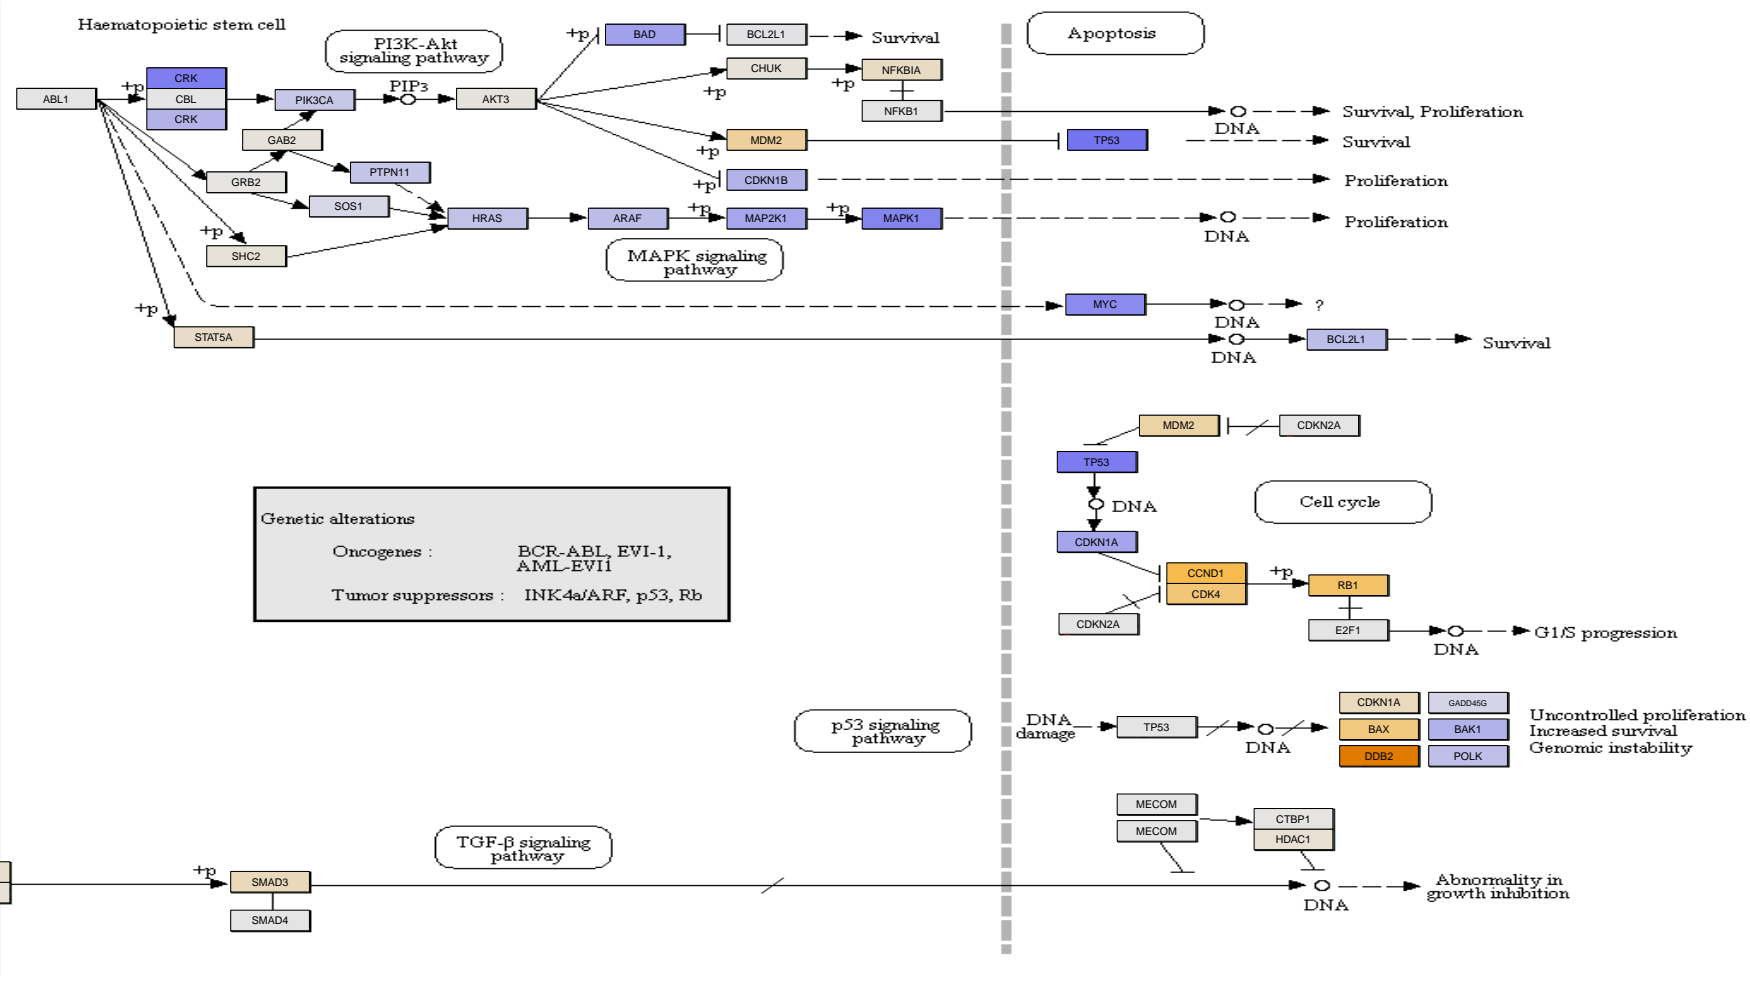 Haematopoietic stem cell
PI3K-Akt
signaling pathway
Apoptosis
+p
BAD
BCL2L1
Survival
CRK
CBL
CRK
+p
ABL1
PIK3CA
PIP3
AKT3
CHUK
+p
NFKBIA
+p
NFKB1
DNA
Survival, Proliferation
GAB2
MDM2
+p
TP53
Survival
GRB2
PTPN11
CDKN1B
+p
Proliferation
SOS1
HRAS
ARAF
+p
MAP2K1
+p
MAPK1
DNA
Proliferation
+p
SHC2
MAPK signaling
pathway
+p
MYC
DNA
?
STAT5A
DNA
BCL2L1
Survival
MDM2
CDKN2A
TP53
DNA
Cell cycle
Genetic alterations
Oncogenes : BCR-ABL, EVI-1,
AML-EVI1
Tumor suppressors : INK4a/ARF, p53, Rb
CDKN1A
CCND1
CDK4
+p
RB1
CDKN2A
E2F1
DNA
G1/S progression
p53 signaling
pathway
DNA
damage
TP53
DNA
CDKN1A
GADD45G
BAX
BAK1
DDB2
POLK
Uncontrolled proliferation
Increased survival
Genomic instability
MECOM
MECOM
CTBP1
HDAC1
TGF-β signaling
pathway
+p
SMAD3
SMAD4
DNA
Abnormality in
growth inhibition